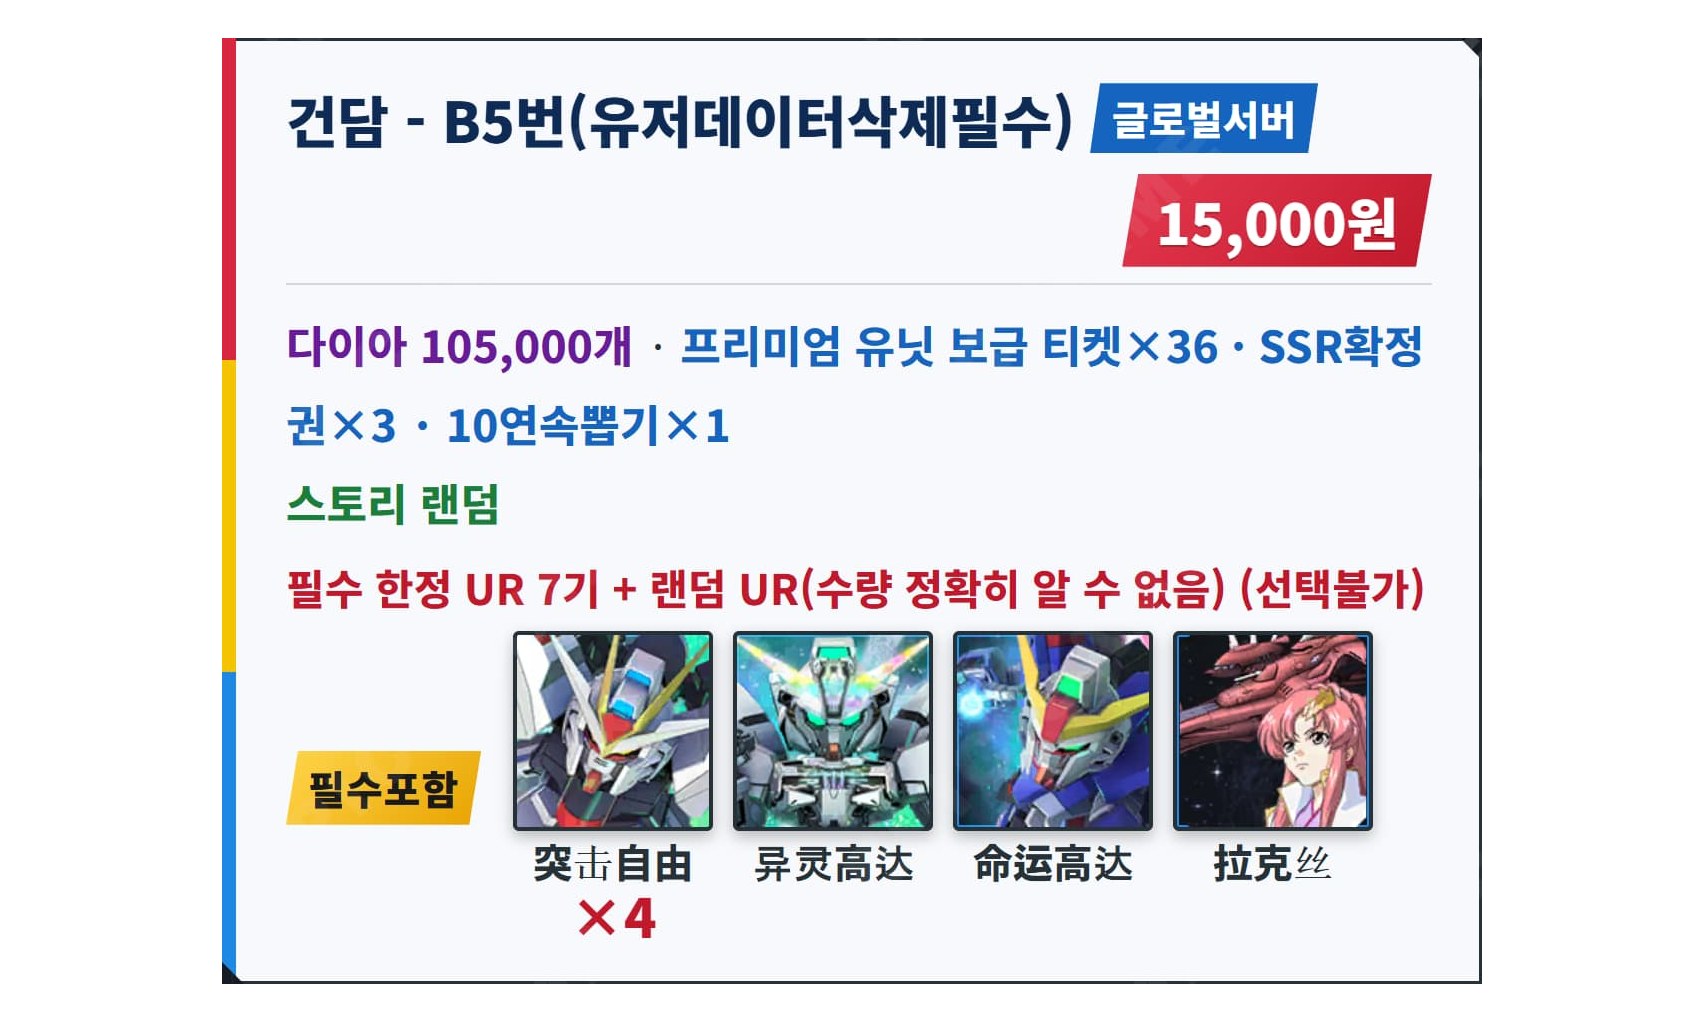 건담 - B5번(유저데이터삭제필수) 글로벌서버
15,000원
다이아 105,000개 · 프리미엄 유닛 보급 티켓×36 · SSR확정
권×3 · 10연속뽑기×1
스토리 랜덤
필수 한정 UR 7기 + 랜덤 UR(수량 정확히 알 수 없음) (선택불가)
필수포함
突击自由 异灵高达 命运高达 拉克丝
×4